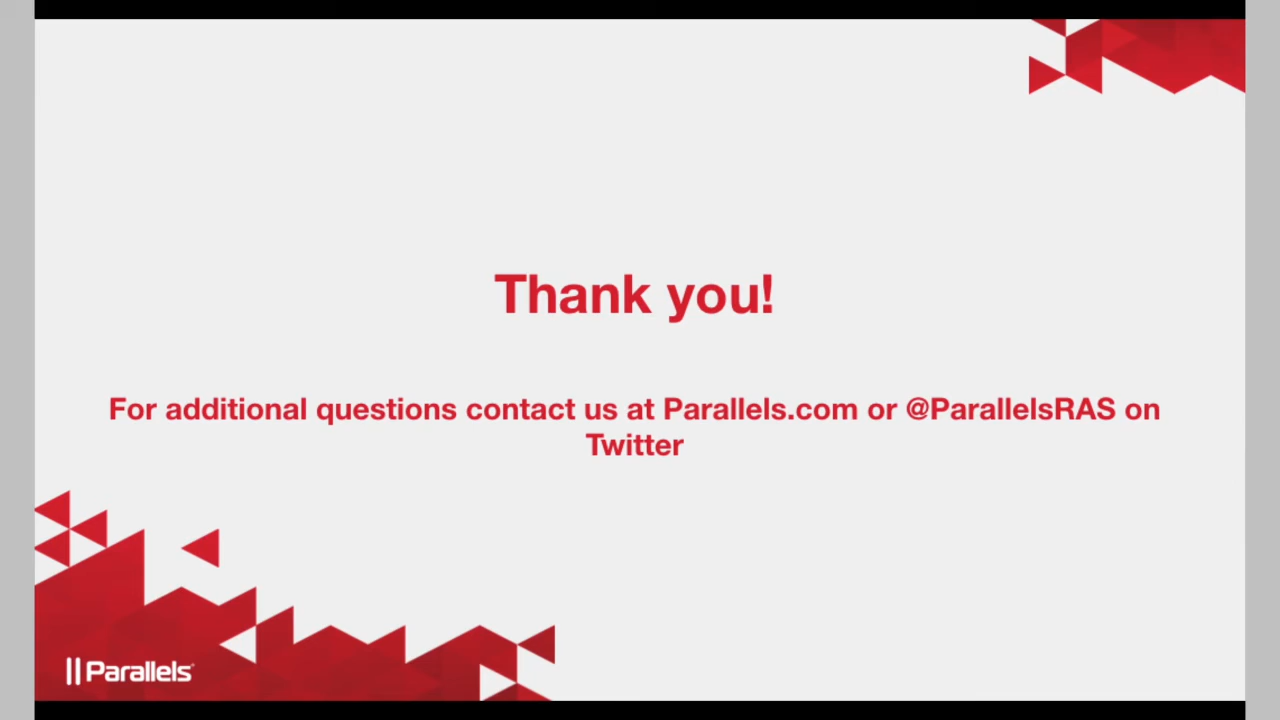 Thank you!
For additional questions contact us at Parallels.com or @ParallelsRAS on
Twitter
Parallels